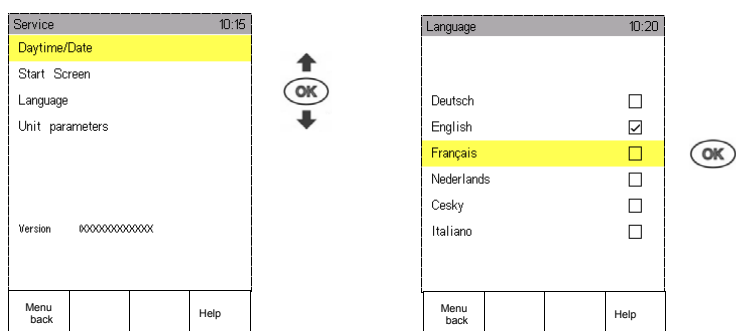 Service 10:15
Daytime/Date
Start Screen
Language
Unit parameters
Version IXXXXXXXXXXXX
Menu
back
Help
OK
Language 10:20
Deutsch
English
Français
Nederlands
Cesky
Italiano
Menu
back
Help
OK